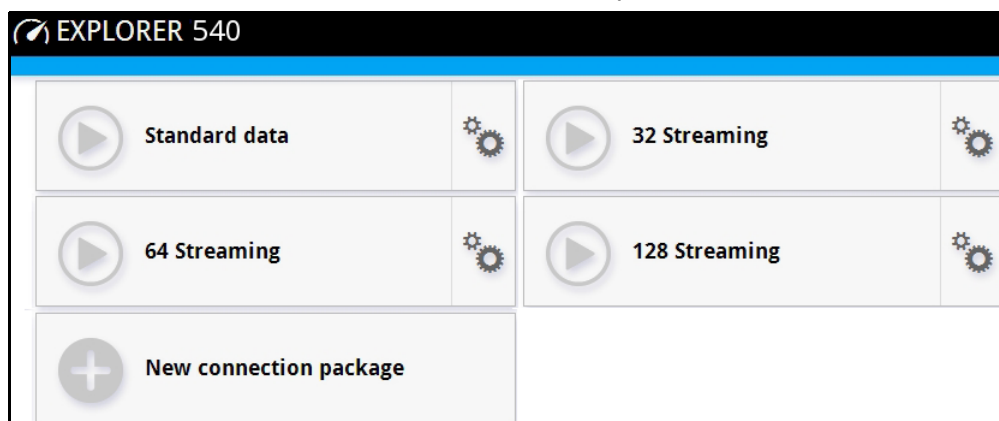 EXPLORER 540
Standard data
32 Streaming
64 Streaming
128 Streaming
New connection package